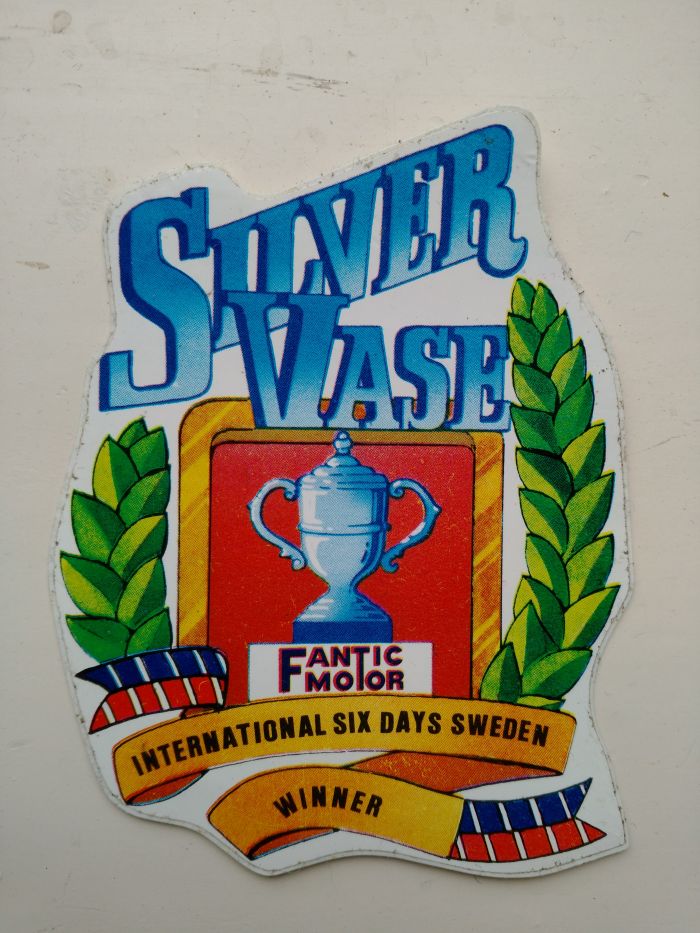 SILVER
VASE
FANTIC
MOTOR
INTERNATIONAL SIX DAYS SWEDEN
WINNER